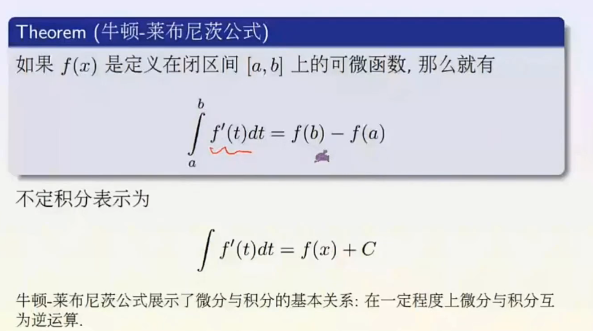 Theorem (牛顿-莱布尼茨公式)
如果 f(x) 是定义在闭区间 [a, b] 上的可微函数, 那么就有
∫_a^b f′(t)dt = f(b) − f(a)
不定积分表示为
∫ f′(t)dt = f(x) + C
牛顿-莱布尼茨公式展示了微分与积分的基本关系: 在一定程度上微分与积分互
为逆运算.